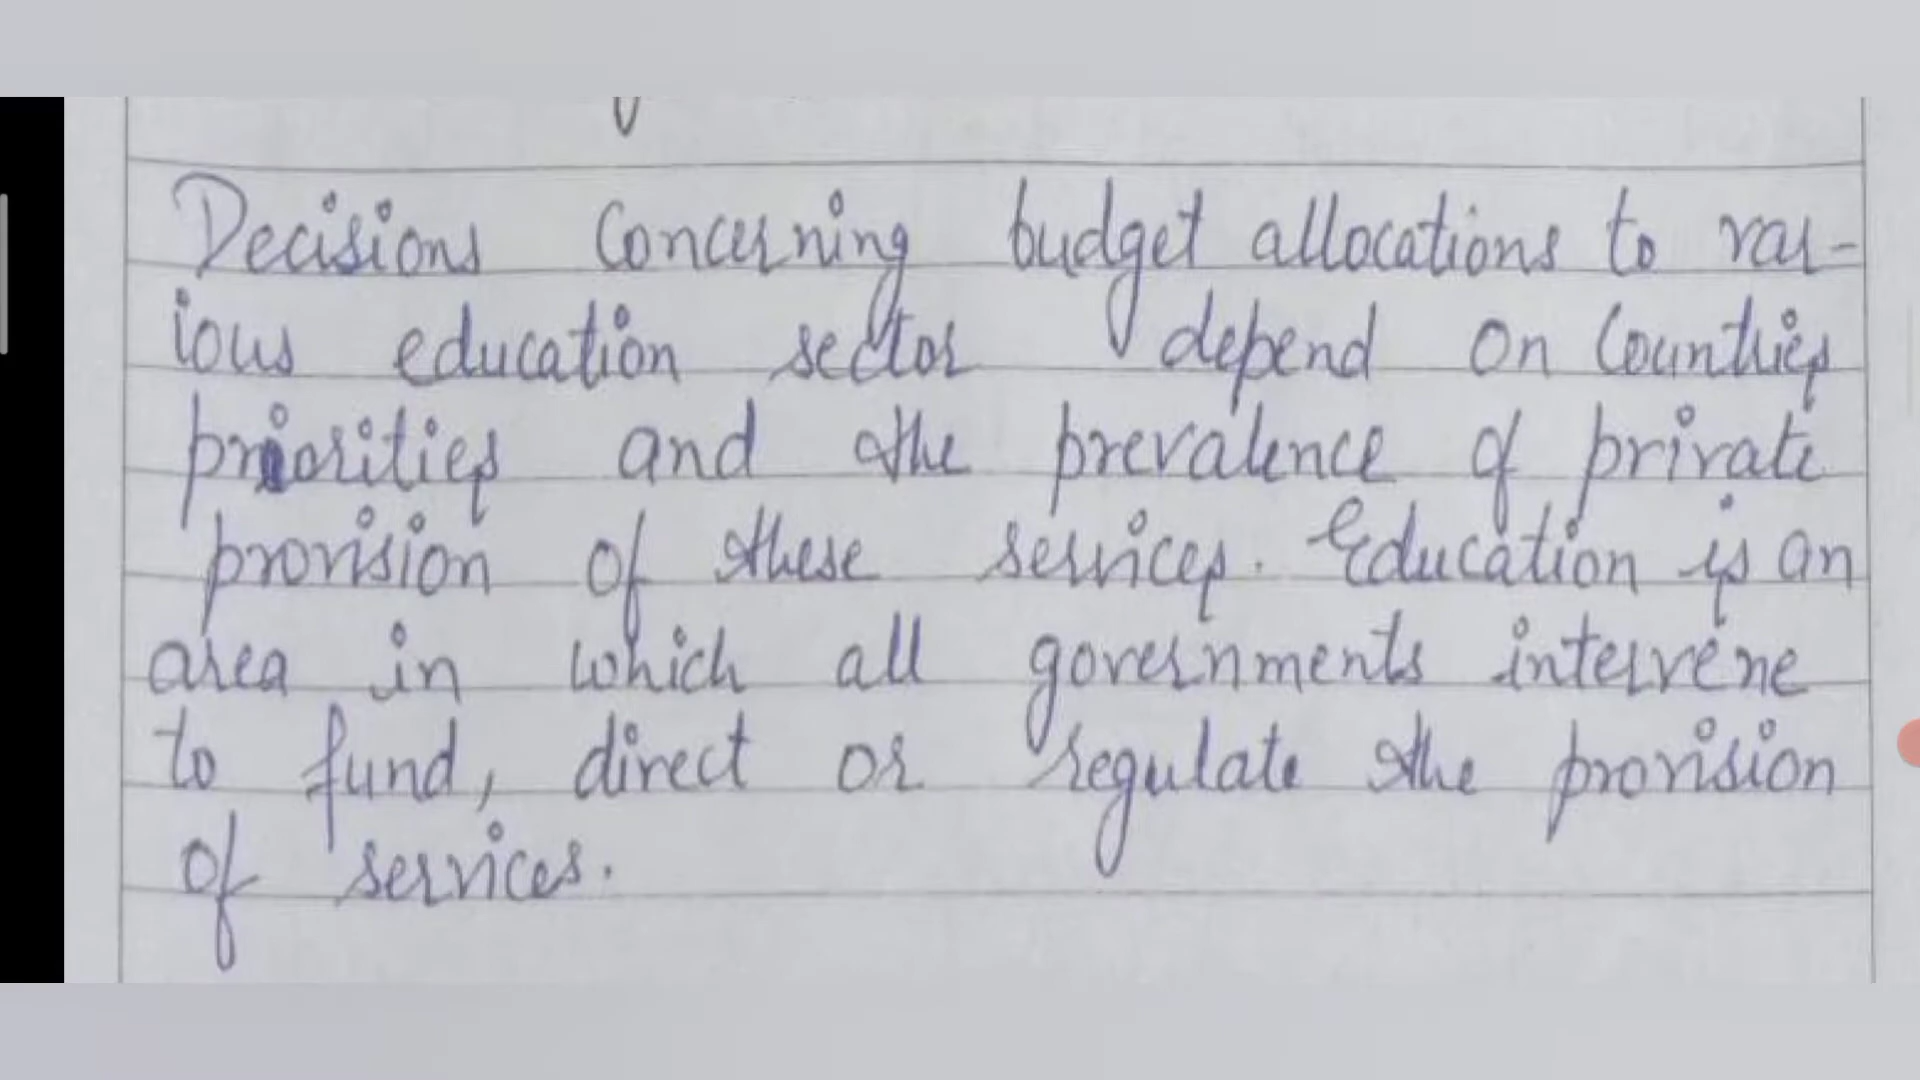 Decisions Concerning budget allocations to var-
ious education sector depend on Countries
priorities and the prevalence of private
provision of these services. Education is an
area in which all governments intervene
to fund, direct or regulate the provision
of services.